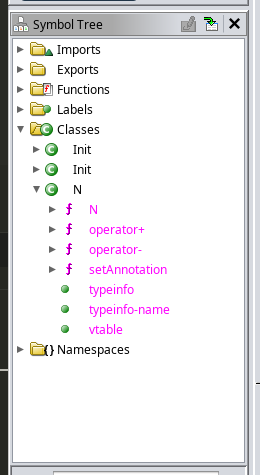 Symbol Tree
Imports
Exports
Functions
Labels
Classes
Init
Init
N
N
operator+
operator-
setAnnotation
typeinfo
typeinfo-name
vtable
Namespaces